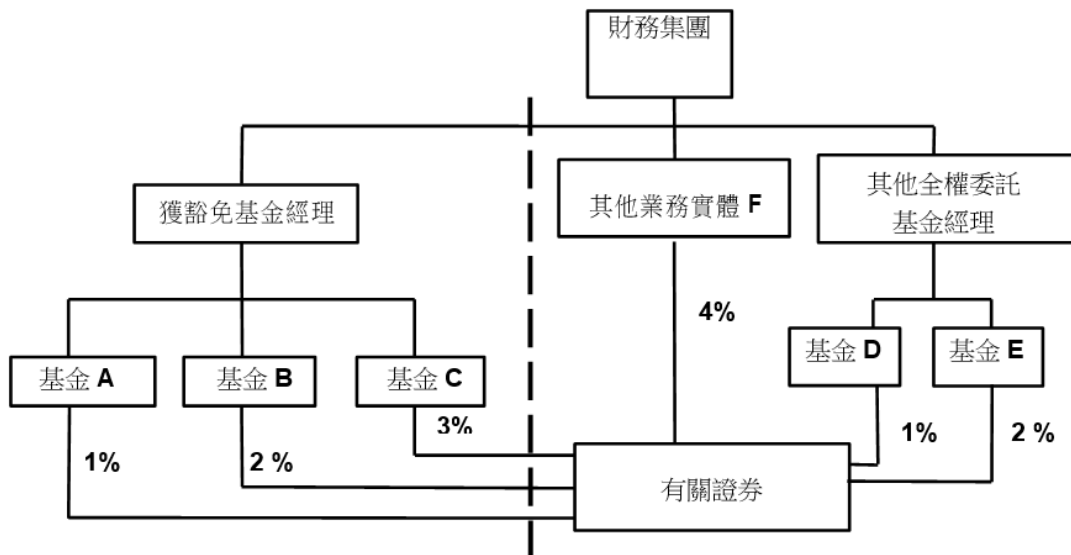 財務集團
獲豁免基金經理
其他業務實體 F
其他全權委託
基金經理
4%
基金 A
基金 B
基金 C
基金 D
基金 E
3%
1%
2 %
1%
2 %
有關證券